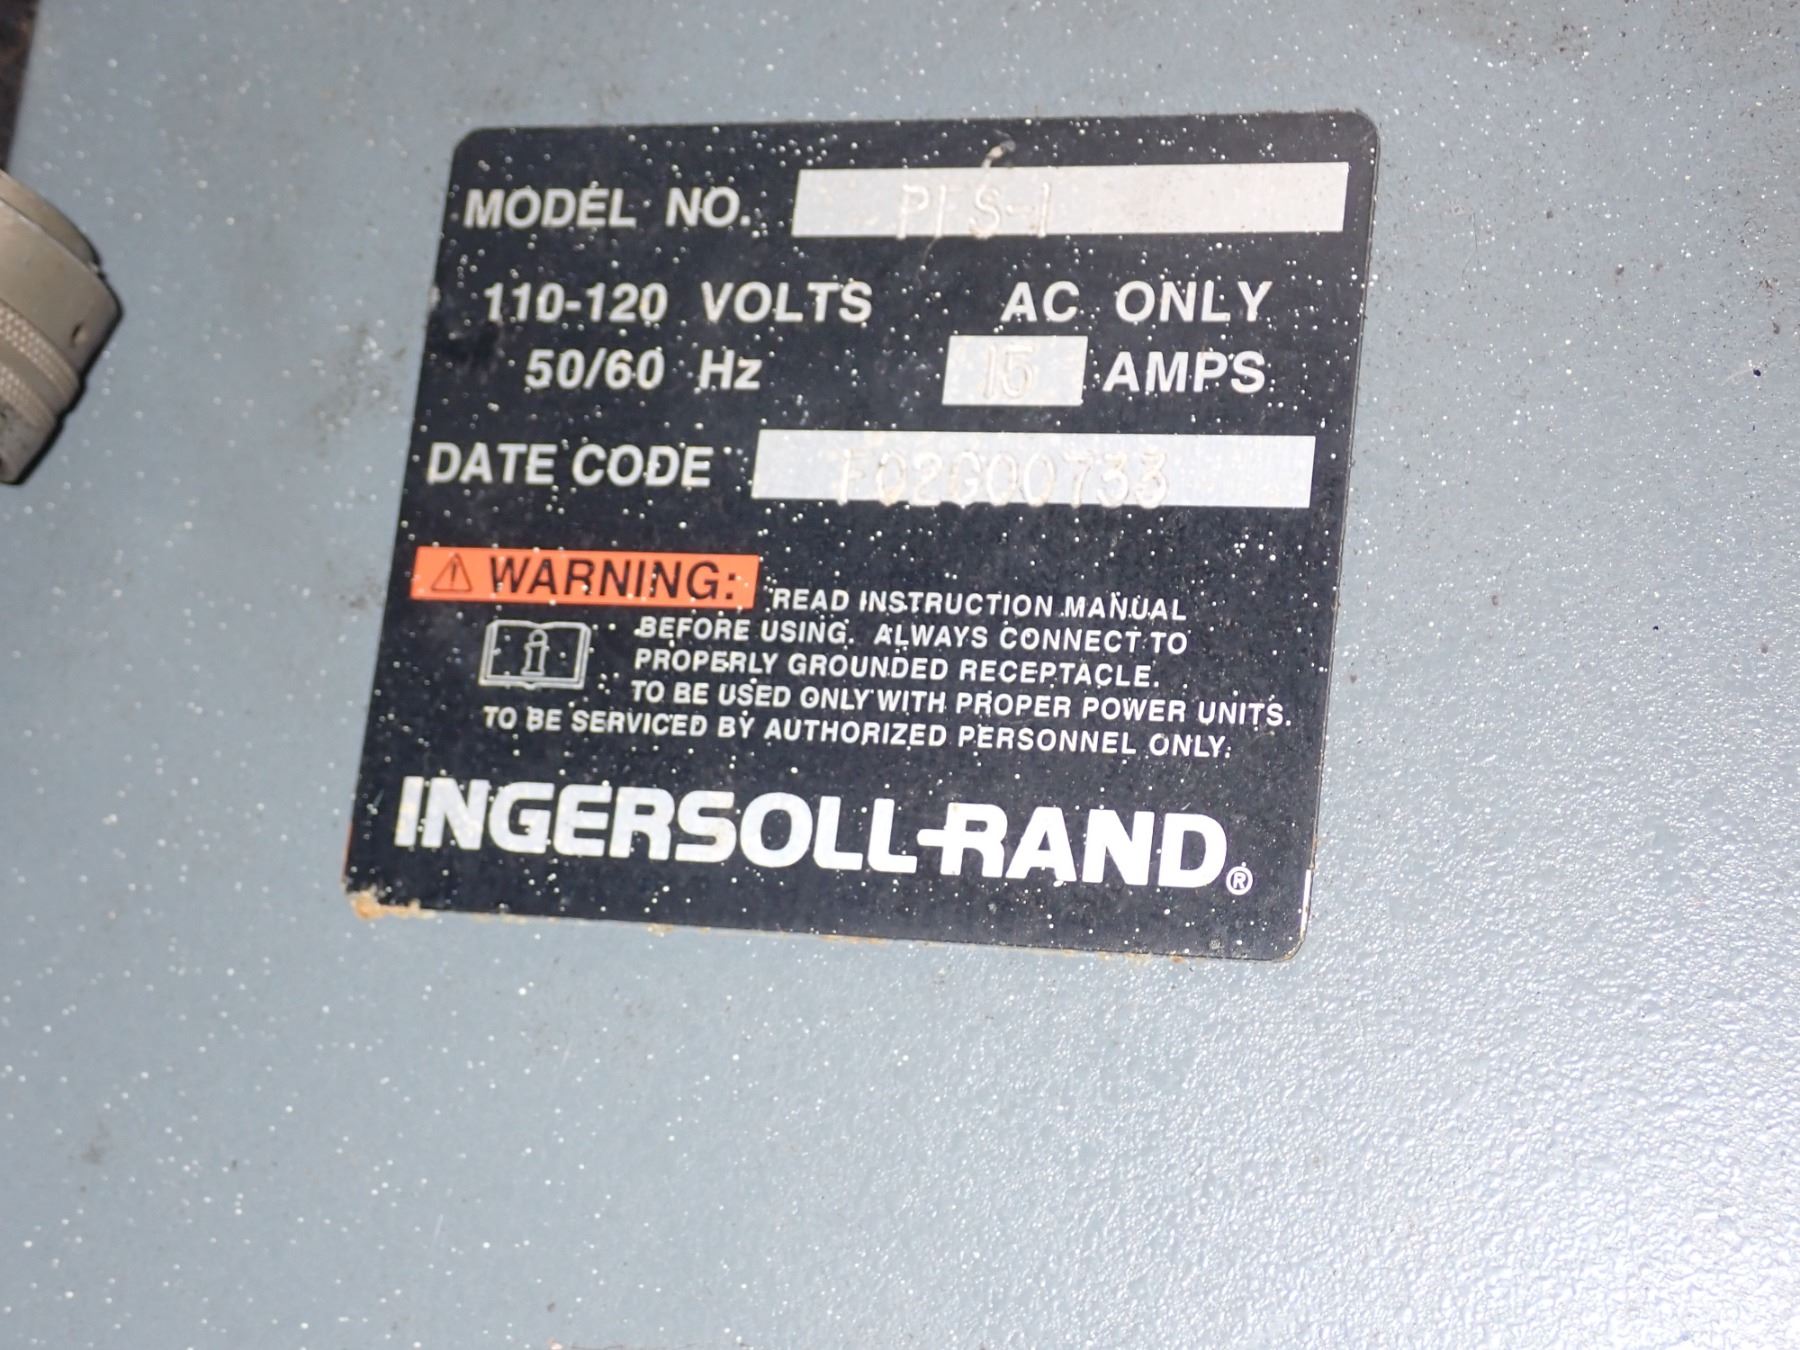 MODEL NO. PFS-1
110-120 VOLTS AC ONLY
50/60 Hz 15 AMPS
DATE CODE F02G00733
WARNING: READ INSTRUCTION MANUAL
BEFORE USING. ALWAYS CONNECT TO
PROPERLY GROUNDED RECEPTACLE.
TO BE USED ONLY WITH PROPER POWER UNITS.
TO BE SERVICED BY AUTHORIZED PERSONNEL ONLY.
INGERSOLL-RAND®